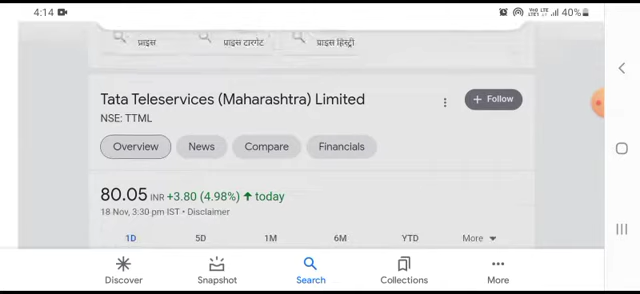 4:14
40%
प्राइस
प्राइस टारगेट
प्राइस हिस्ट्री
Tata Teleservices (Maharashtra) Limited
+ Follow
NSE: TTML
Overview
News
Compare
Financials
80.05 INR +3.80 (4.98%) ↑ today
18 Nov, 3:30 pm IST • Disclaimer
1D
5D
1M
6M
YTD
More
Discover
Snapshot
Search
Collections
More